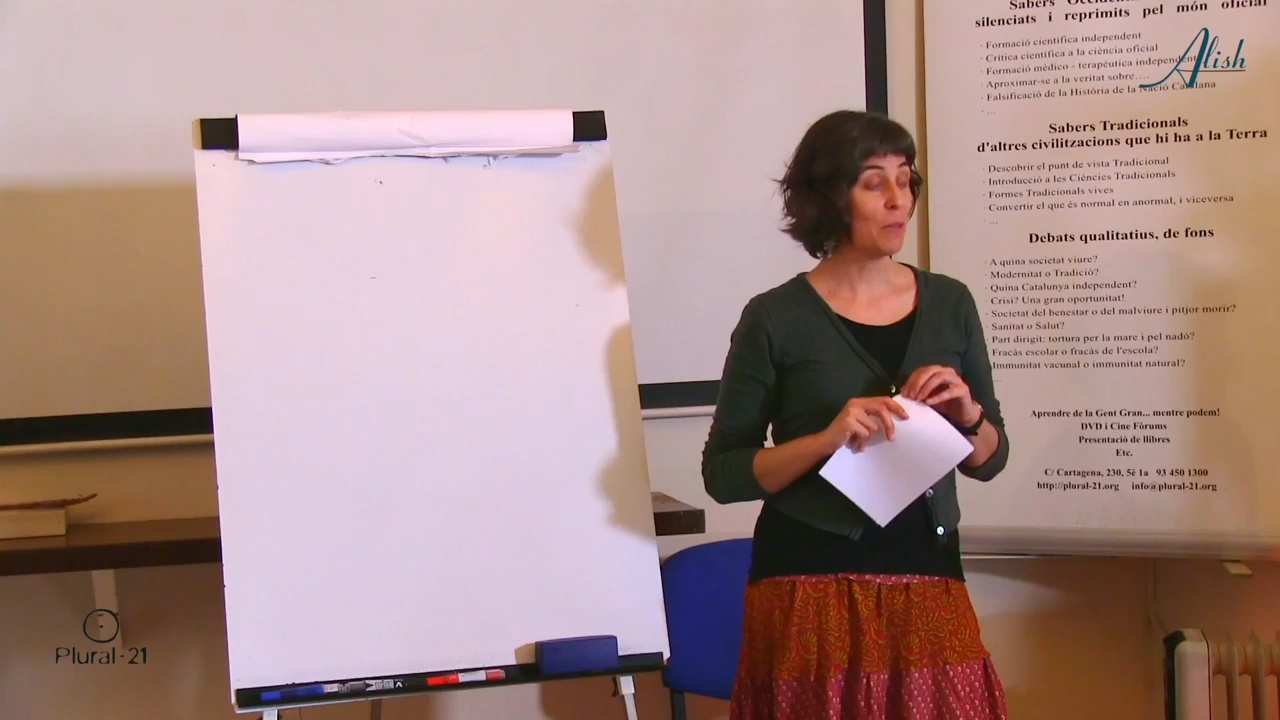 Sabers Occidenta
silenciats i reprimits pel món oficial
· Formació científica independent
· Crítica científica a la ciència oficial
· Formació mèdico - terapèutica independent
· Aproximar-se a la veritat sobre....
· Falsificació de la Història de la Nació Catalana
· ...
Alish
Sabers Tradicionals
d'altres civilitzacions que hi ha a la Terra
· Descobrir el punt de vista Tradicional
· Introducció a les Ciències Tradicionals
· Formes Tradicionals vives
· Convertir el que és normal en anormal, i viceversa
· ...
Debats qualitatius, de fons
· A quina societat viure?
· Modernitat o Tradició?
· Quina Catalunya independent?
· Crisi? Una gran oportunitat!
· Societat del benestar o del malviure i pitjor morir?
· Sanitat o Salut?
· Part dirigit: tortura per la mare i pel nadó?
· Fracàs escolar o fracàs de l'escola?
Immunitat vacunal o immunitat natural?
...
Aprendre de la Gent Gran... mentre podem!
DVD i Cine Fòrums
Presentació de llibres
Etc.
C/ Cartagena, 230, 5è 1a 93 450 1300
http://plural-21.org info@plural-21.org
Plural-21